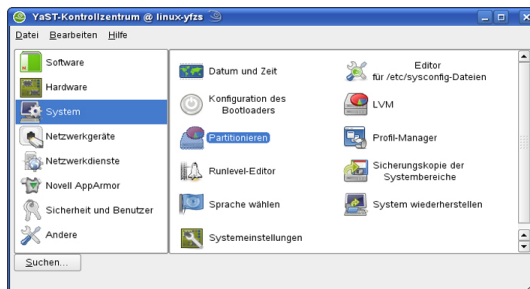 YaST-Kontrollzentrum @ linux-yfzs
Datei Bearbeiten Hilfe
Software
Hardware
System
Netzwerkgeräte
Netzwerkdienste
Novell AppArmor
Sicherheit und Benutzer
Andere
Suchen...
Datum und Zeit
Editor
für /etc/sysconfig-Dateien
Konfiguration des
Bootloaders
LVM
Partitionieren
Profil-Manager
Runlevel-Editor
Sicherungskopie der
Systembereiche
Sprache wählen
System wiederherstellen
Systemeinstellungen